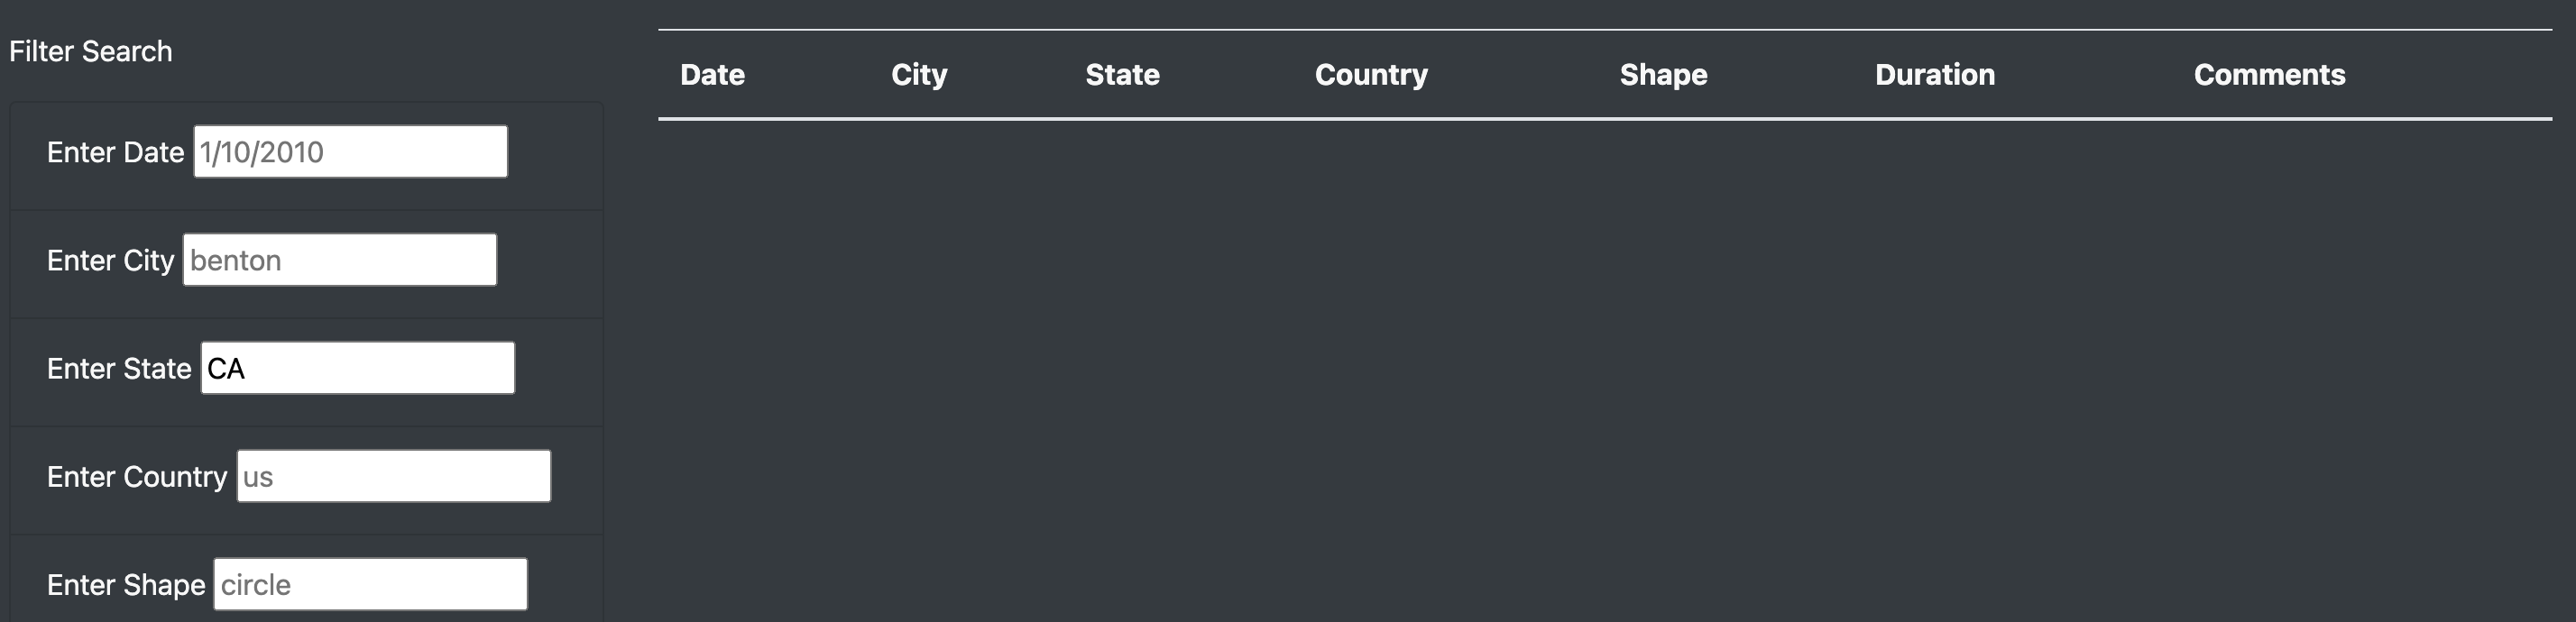 Filter Search
Enter Date 1/10/2010
Enter City benton
Enter State CA
Enter Country us
Enter Shape circle
Date City State Country Shape Duration Comments